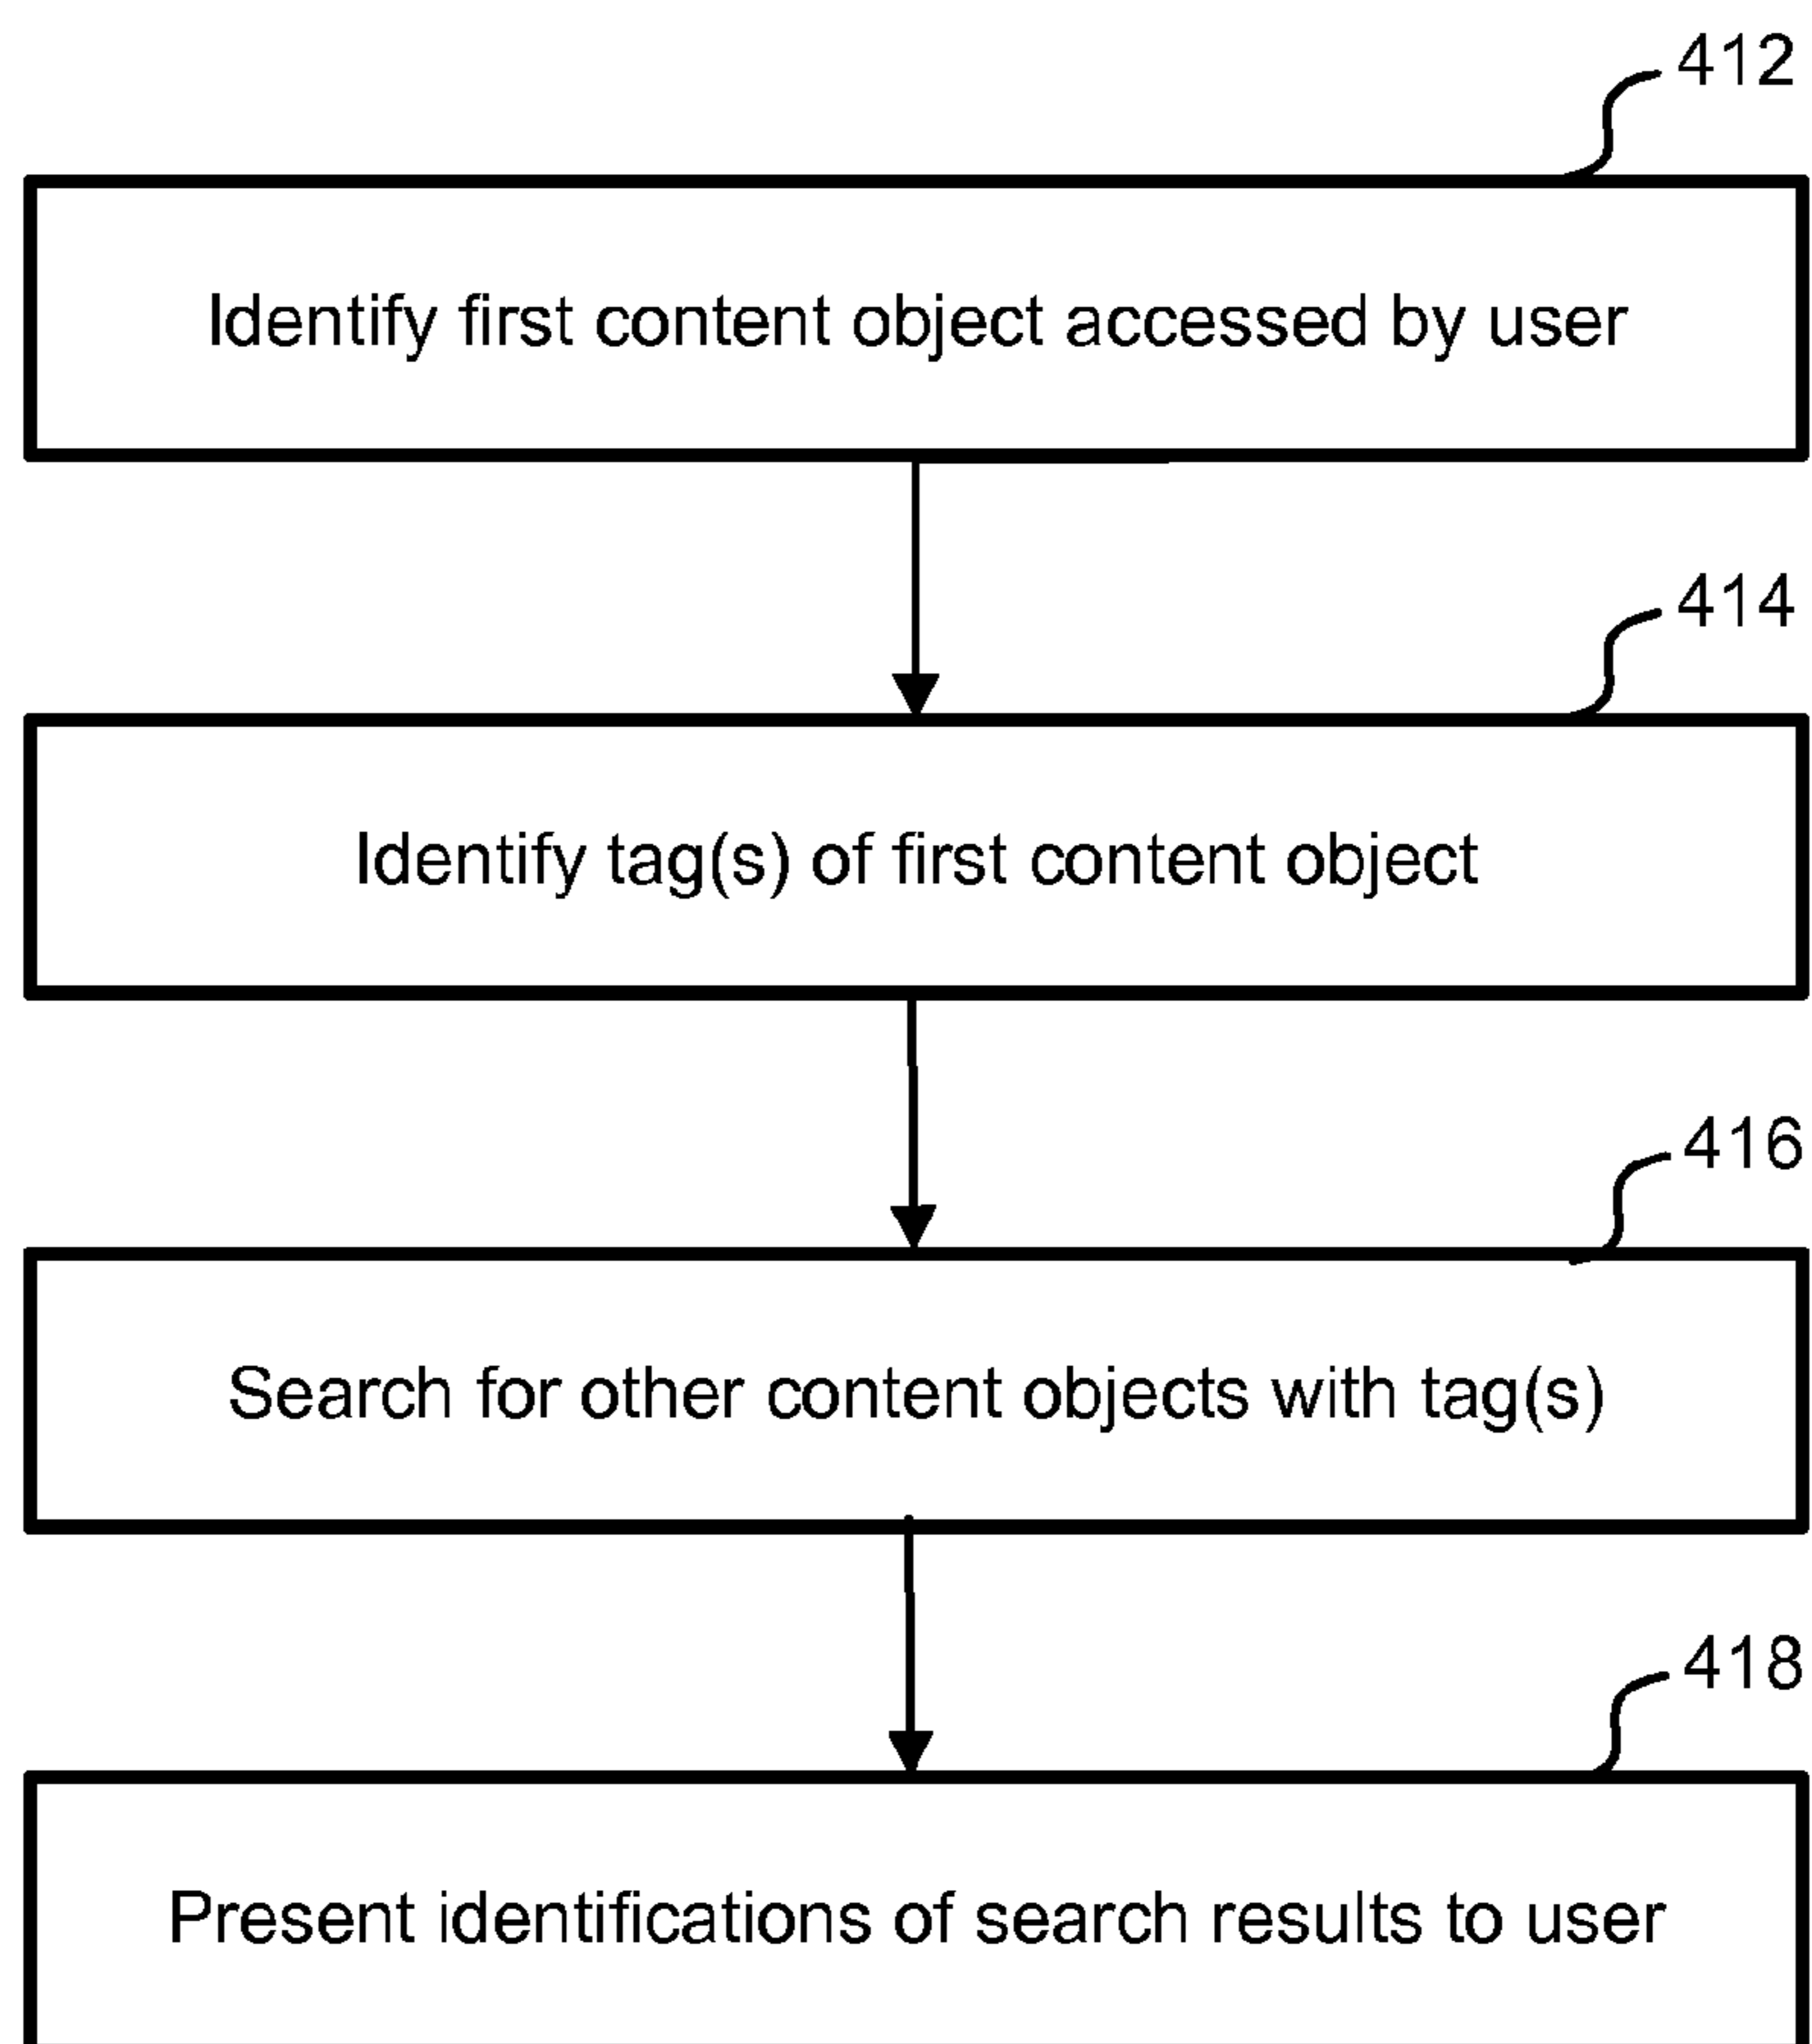 412
Identify first content object accessed by user
414
Identify tag(s) of first content object
416
Search for other content objects with tag(s)
418
Present identifications of search results to user